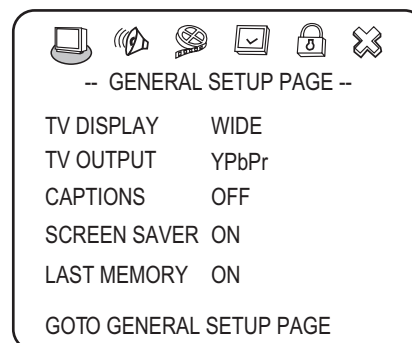 -- GENERAL SETUP PAGE --
TV DISPLAY WIDE
TV OUTPUT YPbPr
CAPTIONS OFF
SCREEN SAVER ON
LAST MEMORY ON
GOTO GENERAL SETUP PAGE